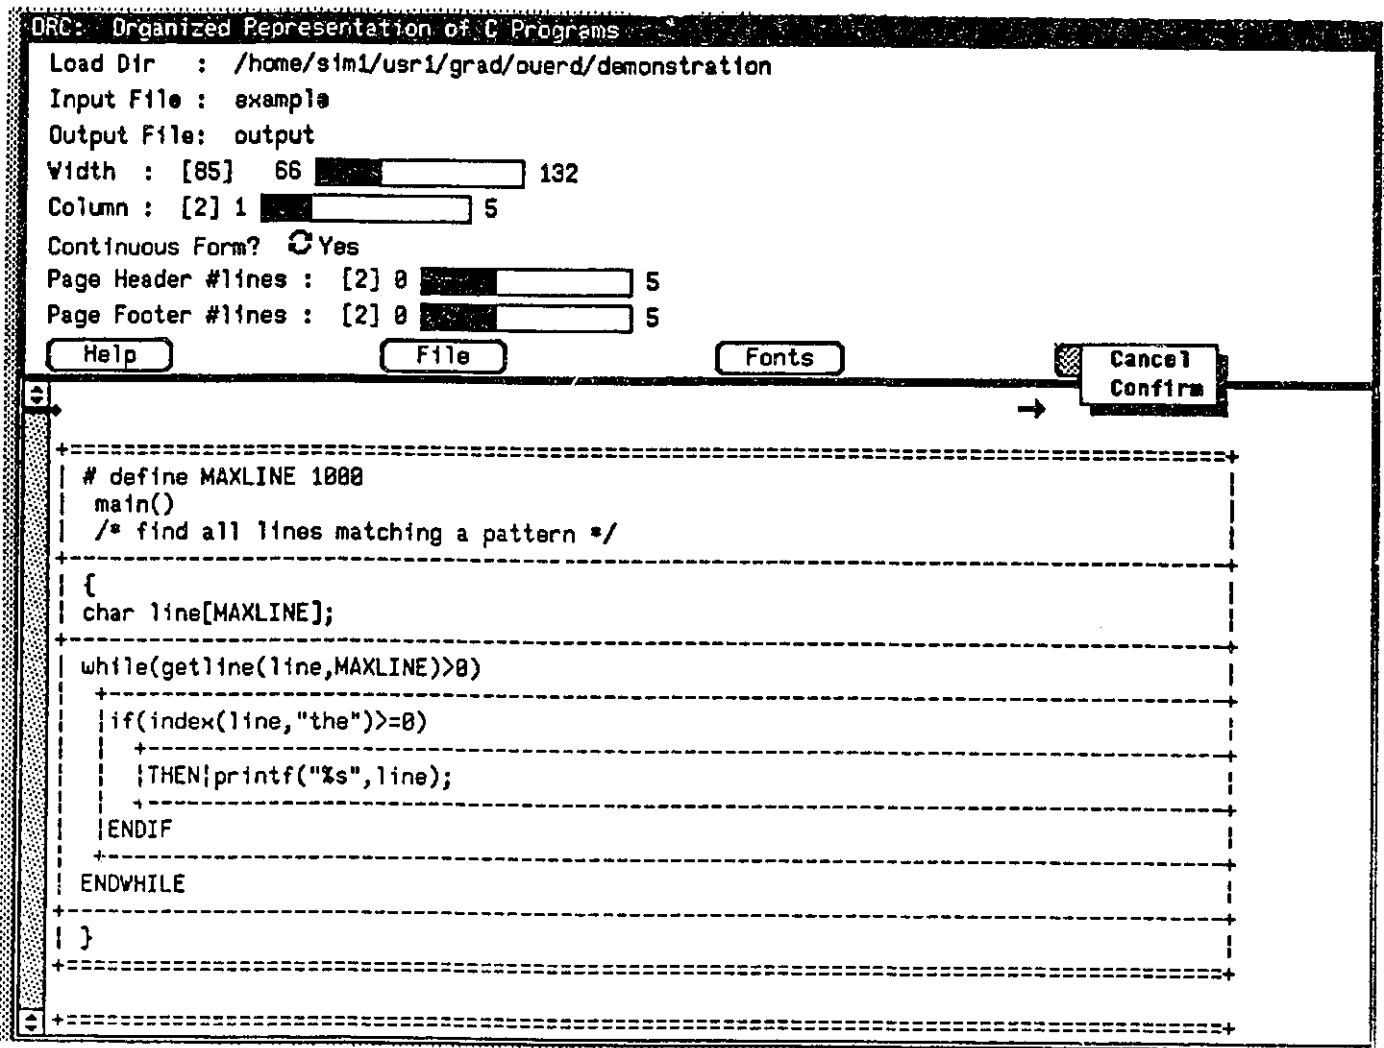 ORC: Organized Representation of C Programs
Load Dir : /home/sim1/usr1/grad/ouerd/demonstration
Input File : example
Output File: output
Width : [85] 66 132
Column : [2] 1 5
Continuous Form? Yes
Page Header #lines : [2] 0 5
Page Footer #lines : [2] 0 5
Help File Fonts Cancel
Confirm
# define MAXLINE 1000
main()
/* find all lines matching a pattern */
{
char line[MAXLINE];
while(getline(line,MAXLINE)>0)
if(index(line,"the")>=0)
THEN|printf("%s",line);
ENDIF
ENDWHILE
}